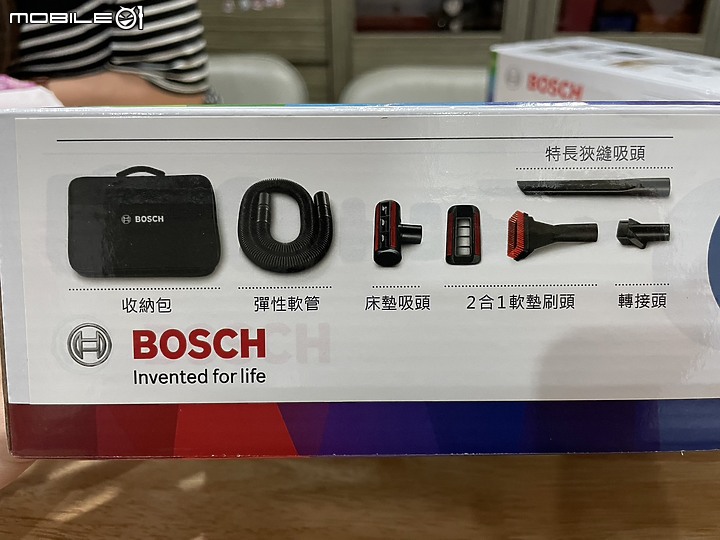 MOBILE01
BOSCH
特長狹縫吸頭
BOSCH
收納包
彈性軟管
床墊吸頭
2合1軟墊刷頭
轉接頭
BOSCH
Invented for life